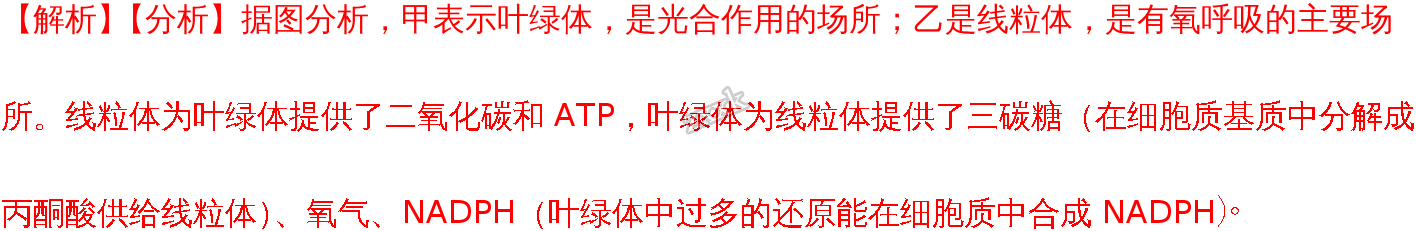 【解析】【分析】据图分析，甲表示叶绿体，是光合作用的场所；乙是线粒体，是有氧呼吸的主要场
所。线粒体为叶绿体提供了二氧化碳和 ATP，叶绿体为线粒体提供了三碳糖（在细胞质基质中分解成
丙酮酸供给线粒体）、氧气、NADPH（叶绿体中过多的还原能在细胞质中合成 NADPH）。